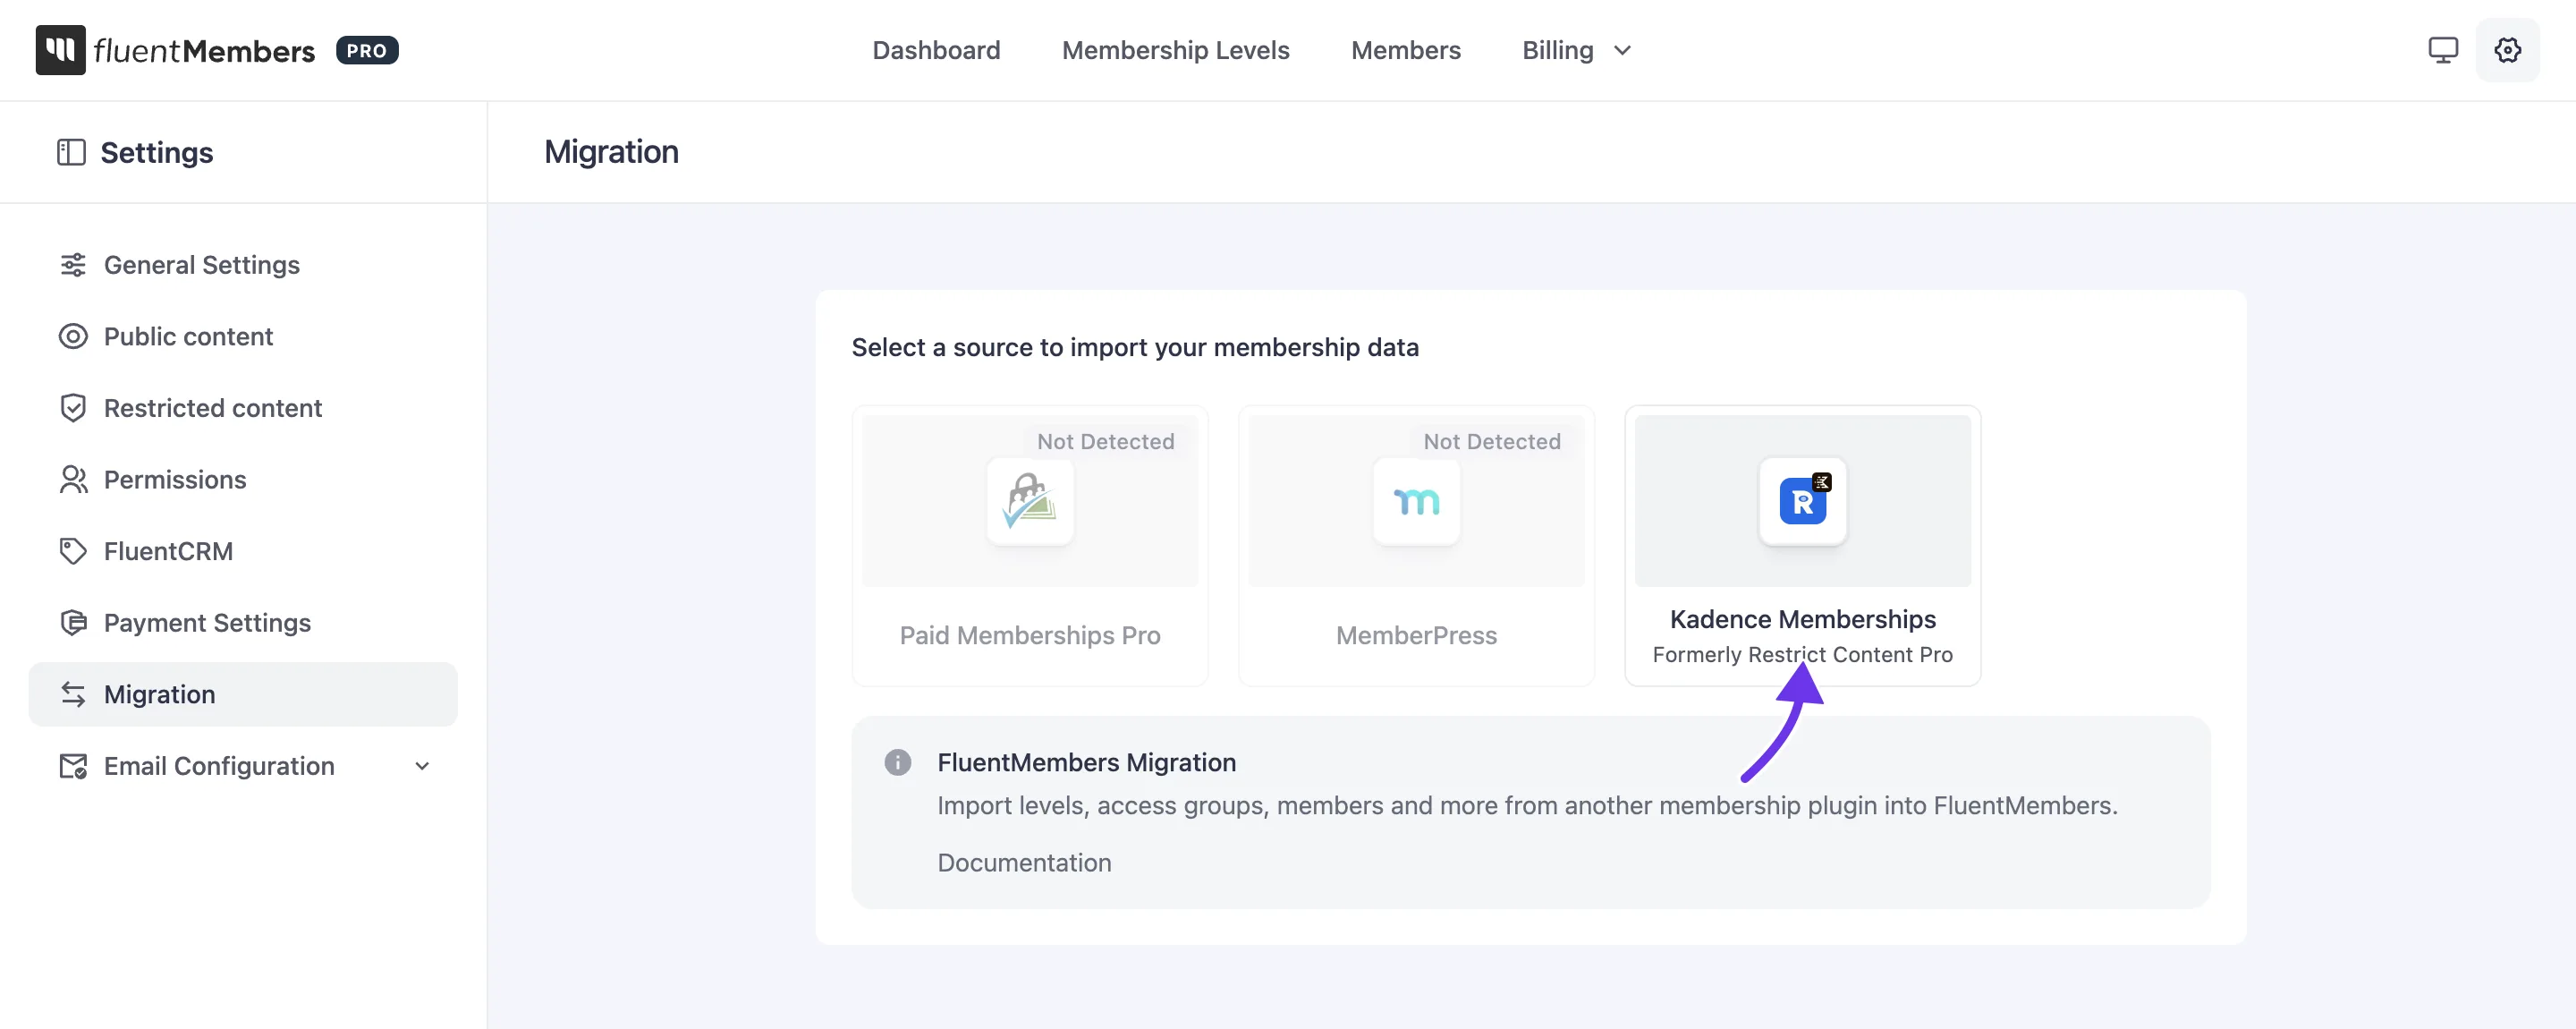 fluentMembers PRO
Dashboard
Membership Levels
Members
Billing
Settings
Migration
General Settings
Public content
Restricted content
Permissions
FluentCRM
Payment Settings
Migration
Email Configuration
Select a source to import your membership data
Not Detected
Paid Memberships Pro
Not Detected
m
MemberPress
R
K
Kadence Memberships
Formerly Restrict Content Pro
FluentMembers Migration
Import levels, access groups, members and more from another membership plugin into FluentMembers.
Documentation